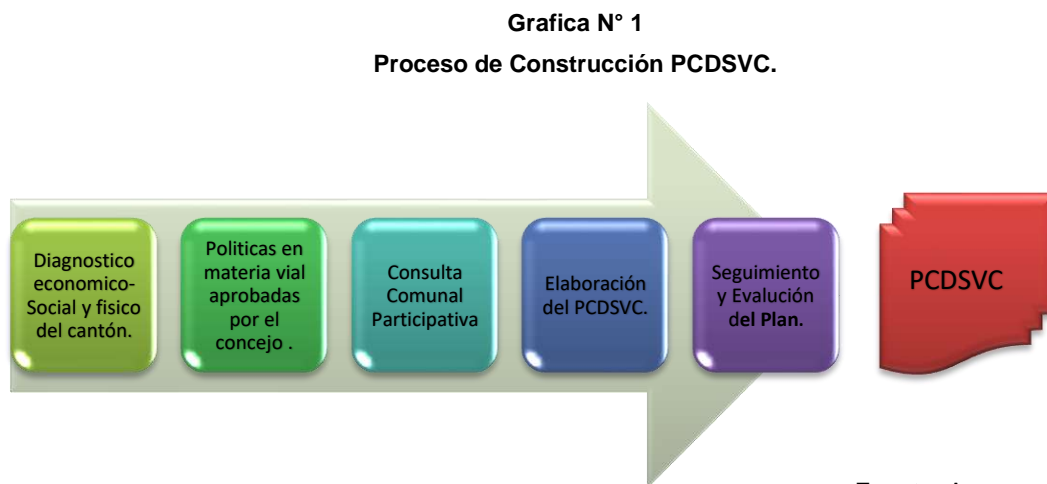 Grafica N° 1
Proceso de Construcción PCDSVC.
Diagnostico
economico-
Social y fisico
del cantón.
Politicas en
materia vial
aprobadas
por el
concejo .
Consulta
Comunal
Participativa
Elaboración
del PCDSVC.
Seguimiento
y Evalución
del Plan.
PCDSVC